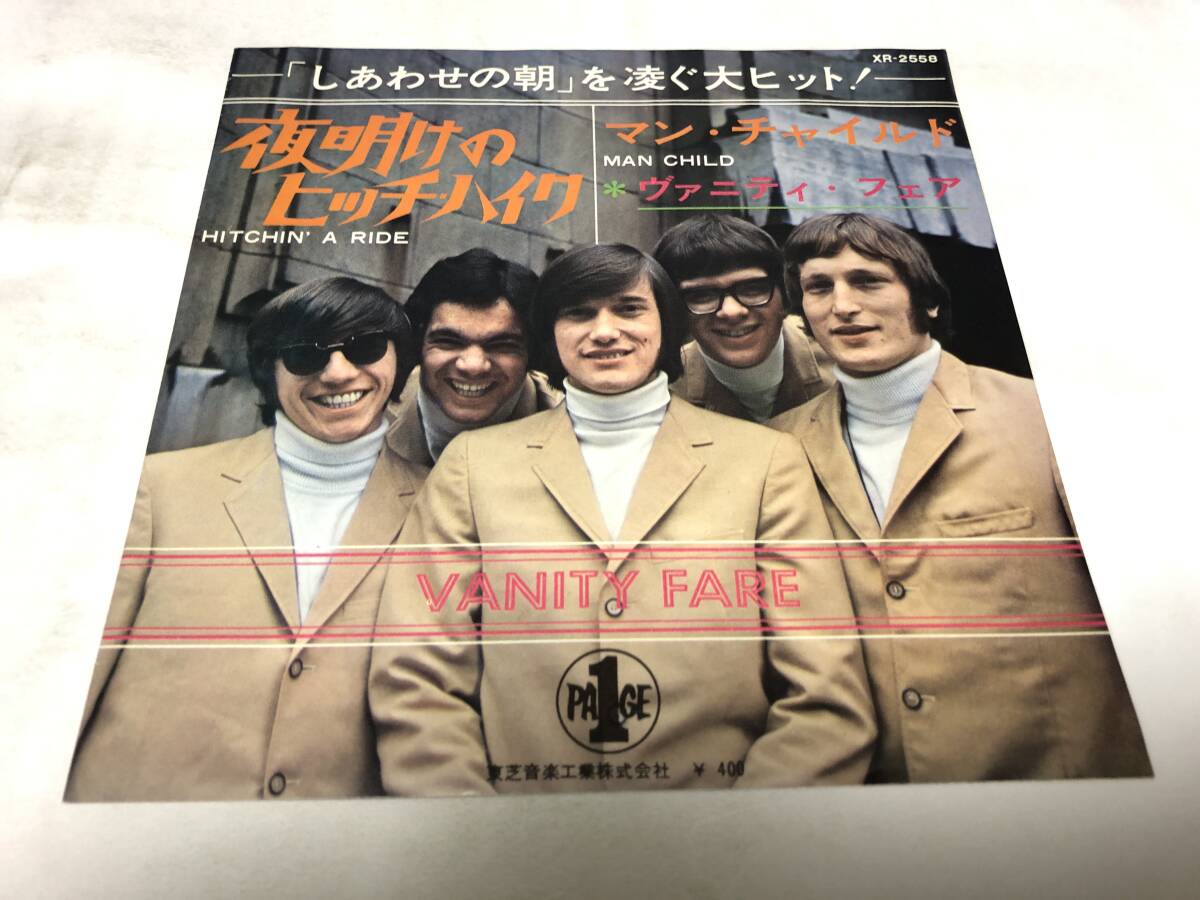 XR-2558
「しあわせの朝」を凌ぐ大ヒット!
夜明けの
ヒッチ・ハイク
HITCHIN' A RIDE
マン・チャイルド
MAN CHILD
*ヴァニティ・フェア
VANITY FARE
PAGE 1
東芝音楽工業株式会社 ¥ 400